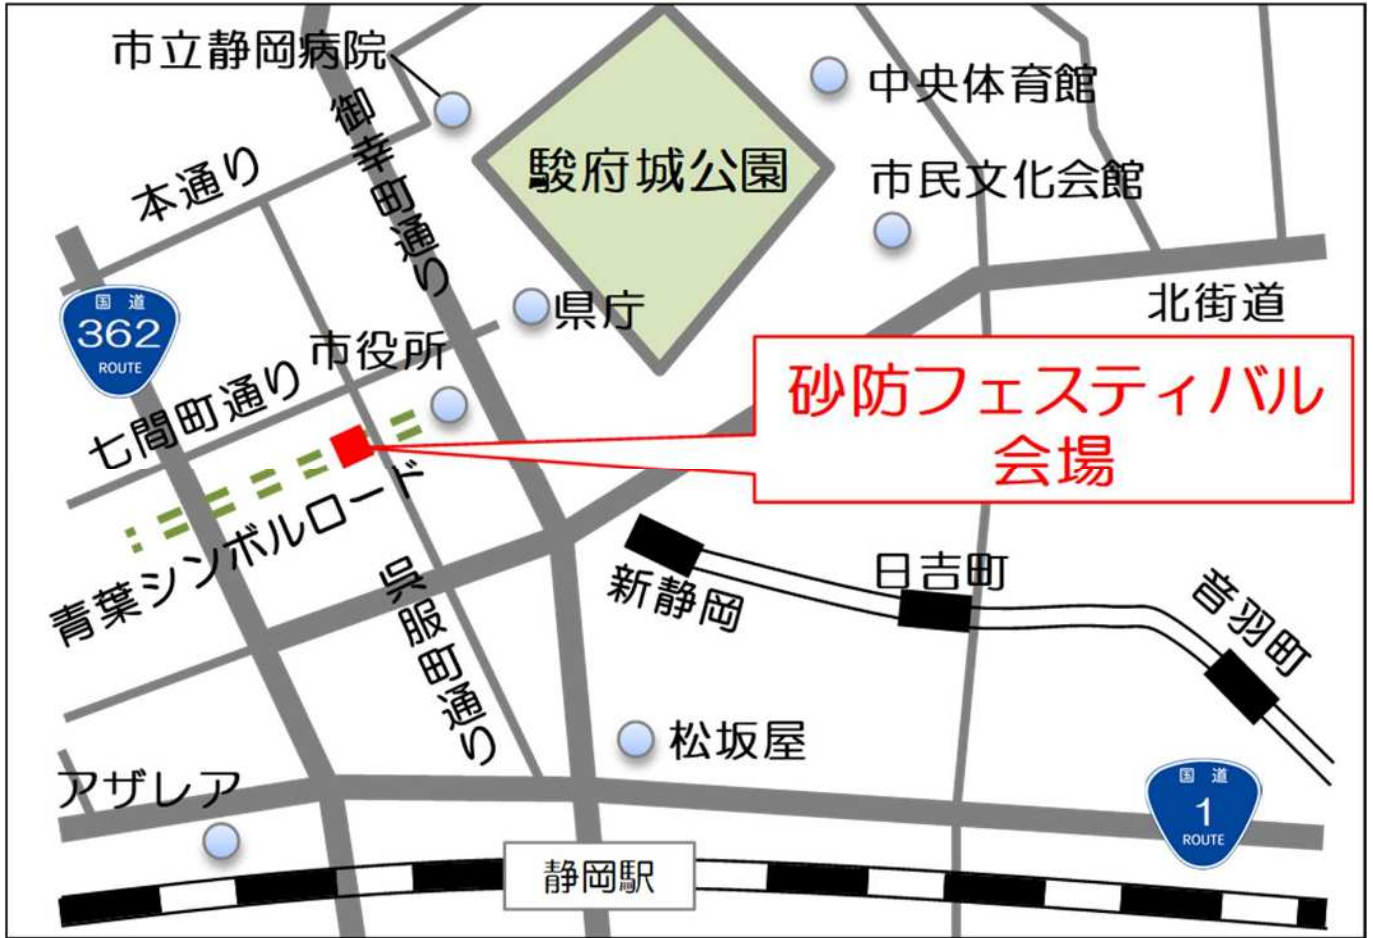 市立静岡病院
御幸町通り
中央体育館
本通り
駿府城公園
市民文化会館
国道
362
ROUTE
県庁
北街道
市役所
七間町通り
砂防フェスティバル
会場
青葉シンボルロード
呉服町通り
新静岡
日吉町
音羽町
松坂屋
アザレア
国道
1
ROUTE
静岡駅